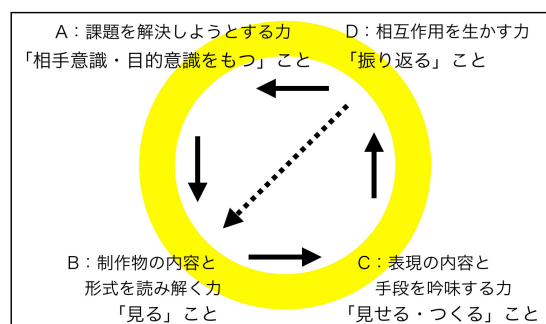 A：課題を解決しようとする力
「相手意識・目的意識をもつ」こと
D：相互作用を生かす力
「振り返る」こと
B：制作物の内容と
形式を読み解く力
「見る」こと
C：表現の内容と
手段を吟味する力
「見せる・つくる」こと